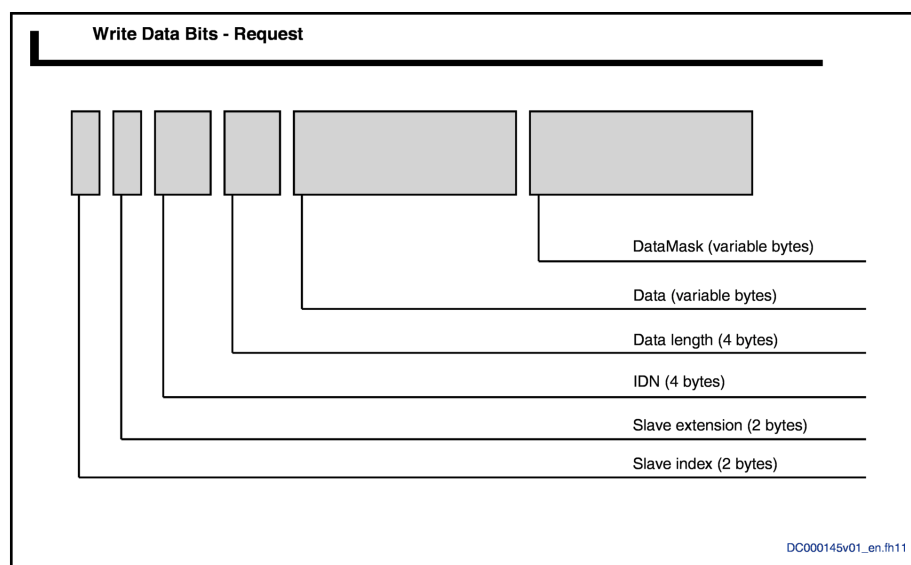 Write Data Bits - Request
DataMask (variable bytes)
Data (variable bytes)
Data length (4 bytes)
IDN (4 bytes)
Slave extension (2 bytes)
Slave index (2 bytes)
DC000145v01_en.fh11